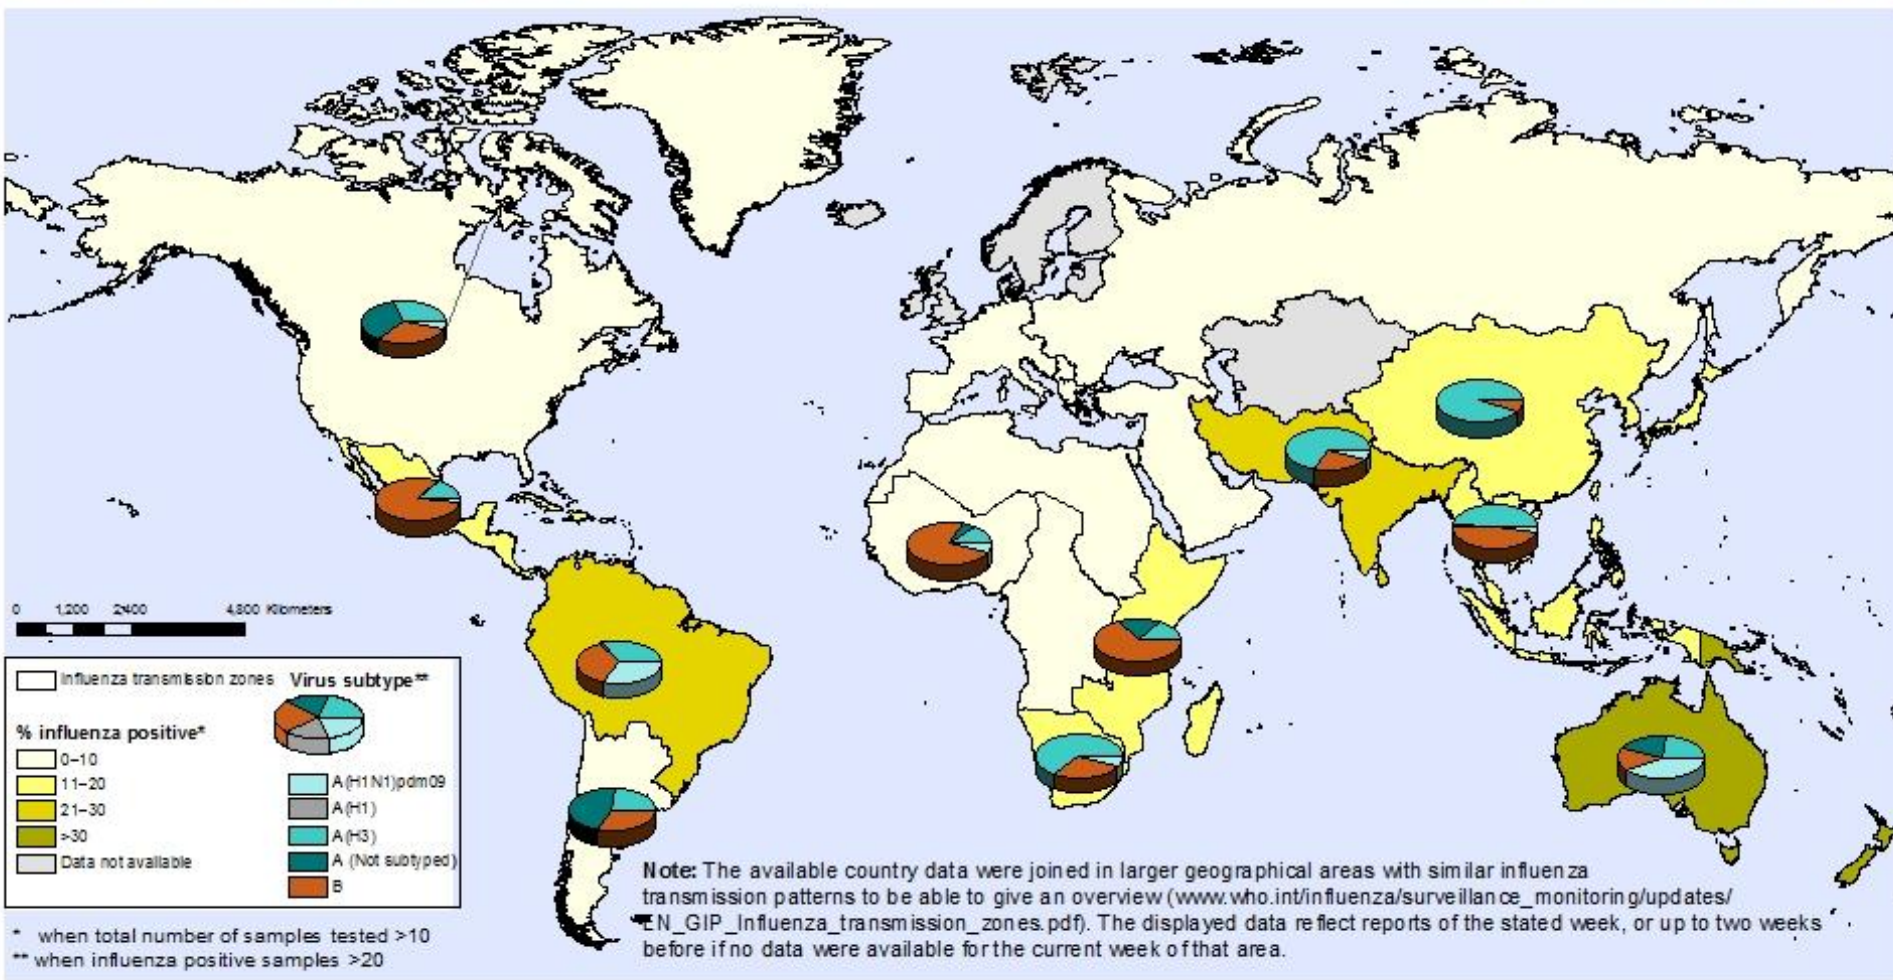 0 1,200 2400 4,800 Kilometers
Influenza transmission zones
Virus subtype**
% influenza positive*
0–10
11–20
21–30
>30
Data not available
A(H1N1)pdm09
A(H1)
A(H3)
A (Not subtyped)
B
Note: The available country data were joined in larger geographical areas with similar influenza
transmission patterns to be able to give an overview (www.who.int/influenza/surveillance_monitoring/updates/
EN_GIP_Influenza_transmission_zones.pdf). The displayed data reflect reports of the stated week, or up to two weeks
before if no data were available for the current week of that area.
* when total number of samples tested >10
** when influenza positive samples >20